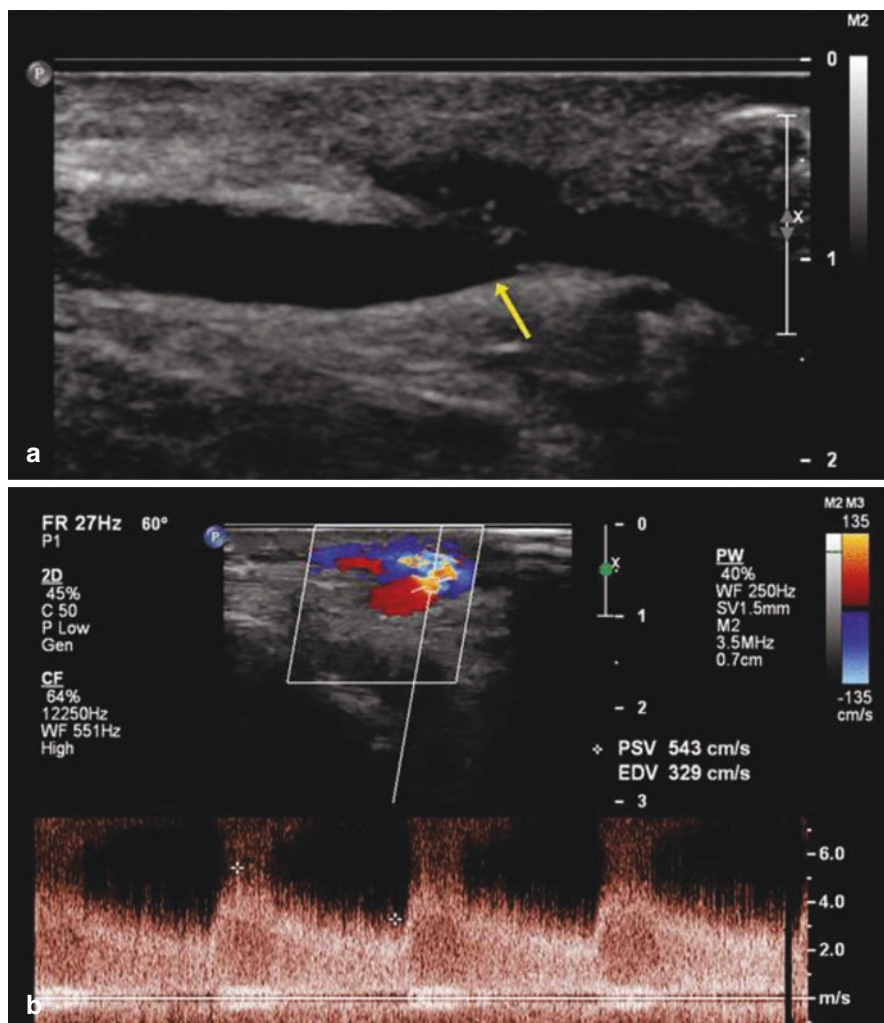 M2
P
0
X
1
2
a
FR 27Hz 60°
P1
2D
45%
C 50
P Low
Gen
CF
64%
12250Hz
WF 551Hz
High
P
0
X
1
2
3
PW
40%
WF 250Hz
SV1.5mm
M2
3.5MHz
0.7cm
M2 M3
135
-135
cm/s
PSV 543 cm/s
EDV 329 cm/s
6.0
4.0
2.0
m/s
b